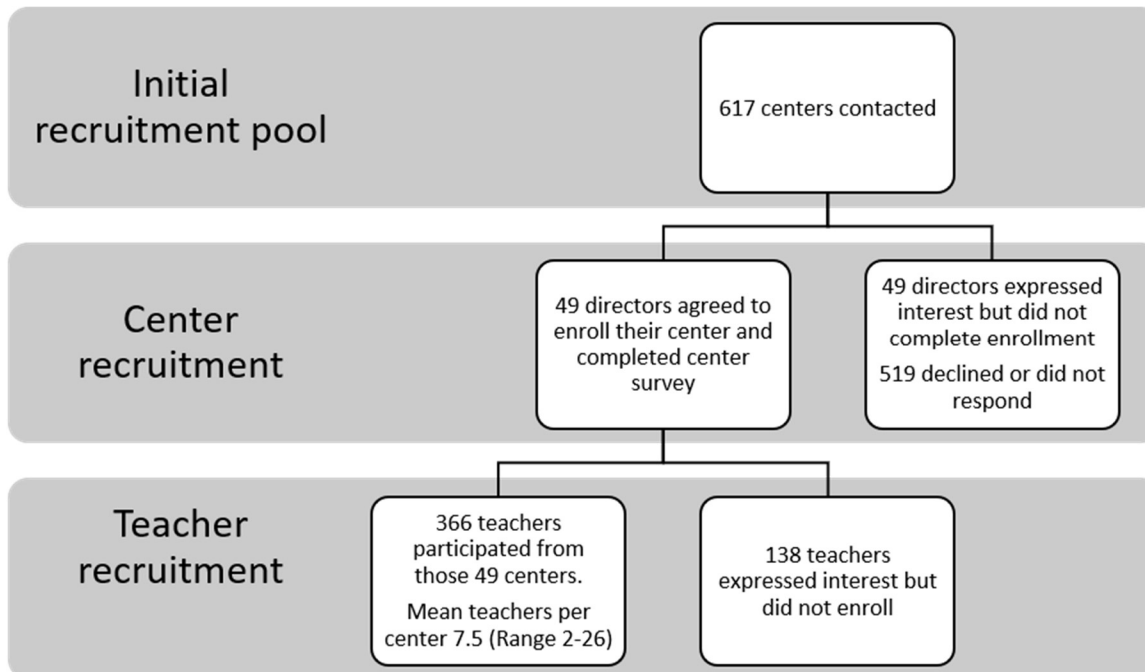 Initial
recruitment pool
617 centers contacted
Center
recruitment
49 directors agreed to
enroll their center and
completed center
survey
49 directors expressed
interest but did not
complete enrollment
519 declined or did not
respond
Teacher
recruitment
366 teachers
participated from
those 49 centers.
Mean teachers per
center 7.5 (Range 2-26)
138 teachers
expressed interest but
did not enroll